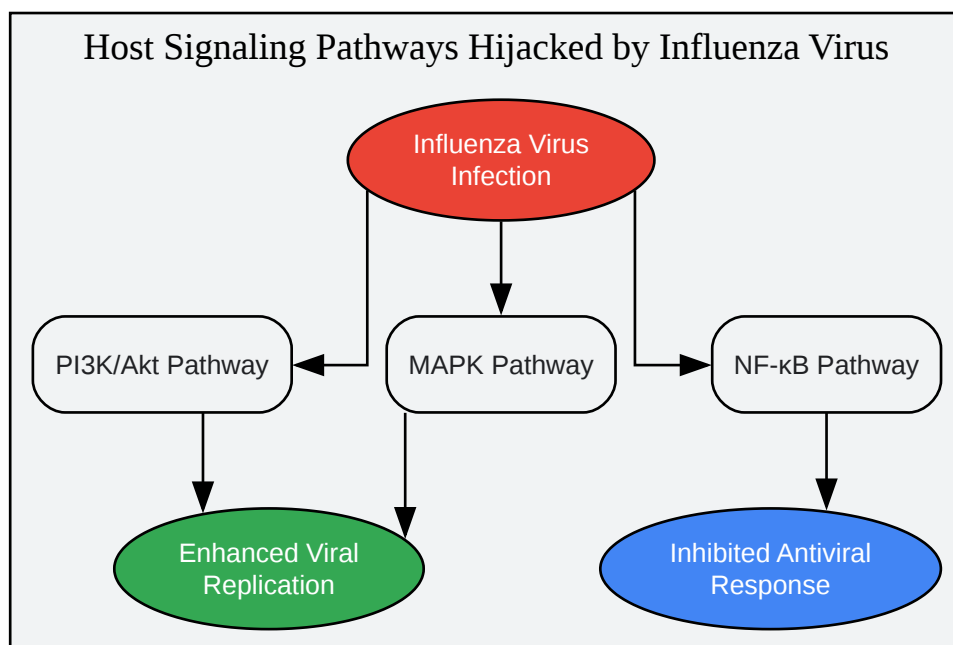 Host Signaling Pathways Hijacked by Influenza Virus
Influenza Virus
Infection
PI3K/Akt Pathway
MAPK Pathway
NF-κB Pathway
Enhanced Viral
Replication
Inhibited Antiviral
Response